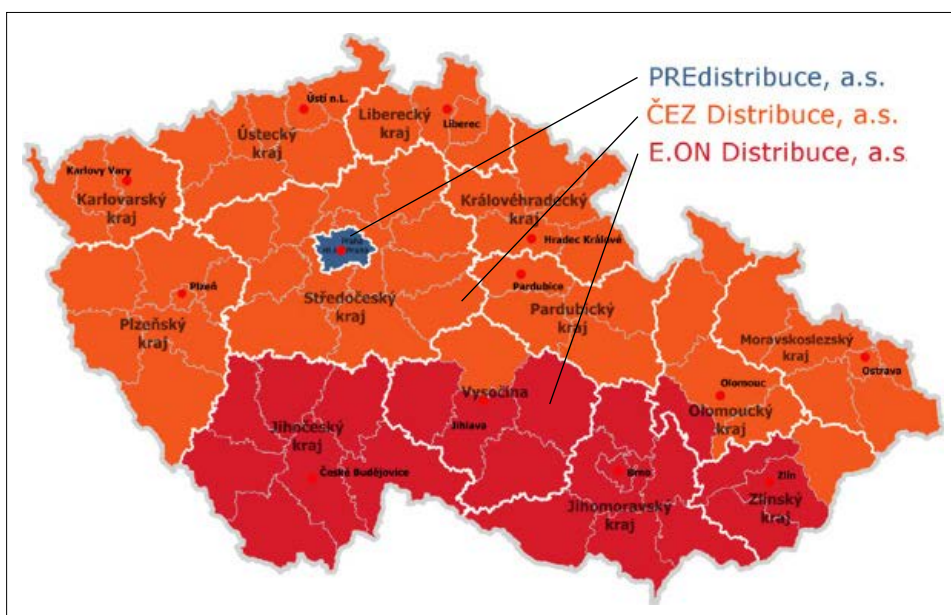 PREdistribuce, a.s.
ČEZ Distribuce, a.s.
E.ON Distribuce, a.s
Ústí n.L.
Liberecký
kraj
Liberec
Ústecký
kraj
Karlovy Vary
Karlovarský
kraj
Královéhradecký
kraj
Hradec Králové
Praha
Plzeň
Plzeňský
kraj
Středočeský
kraj
Pardubice
Pardubický
kraj
Moravskoslezský
kraj
Ostrava
Olomouc
Olomoucký
kraj
Vysočina
Jihlava
Jihočeský
kraj
České Budějovice
Brno
Jihomoravský
kraj
Zlín
Zlínský
kraj